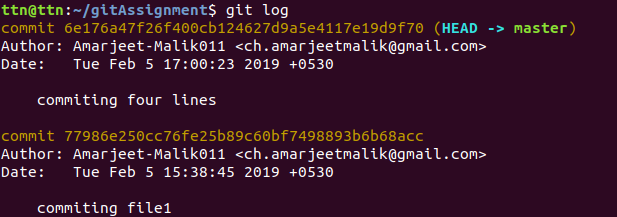 ttn@ttn:~/gitAssignment$ git log
commit 6e176a47f26f400cb124627d9a5e4117e19d9f70 (HEAD -> master)
Author: Amarjeet-Malik011 <ch.amarjeetmalik@gmail.com>
Date:   Tue Feb 5 17:00:23 2019 +0530
    commiting four lines
commit 77986e250cc76fe25b89c60bf7498893b6b68acc
Author: Amarjeet-Malik011 <ch.amarjeetmalik@gmail.com>
Date:   Tue Feb 5 15:38:45 2019 +0530
    commiting file1